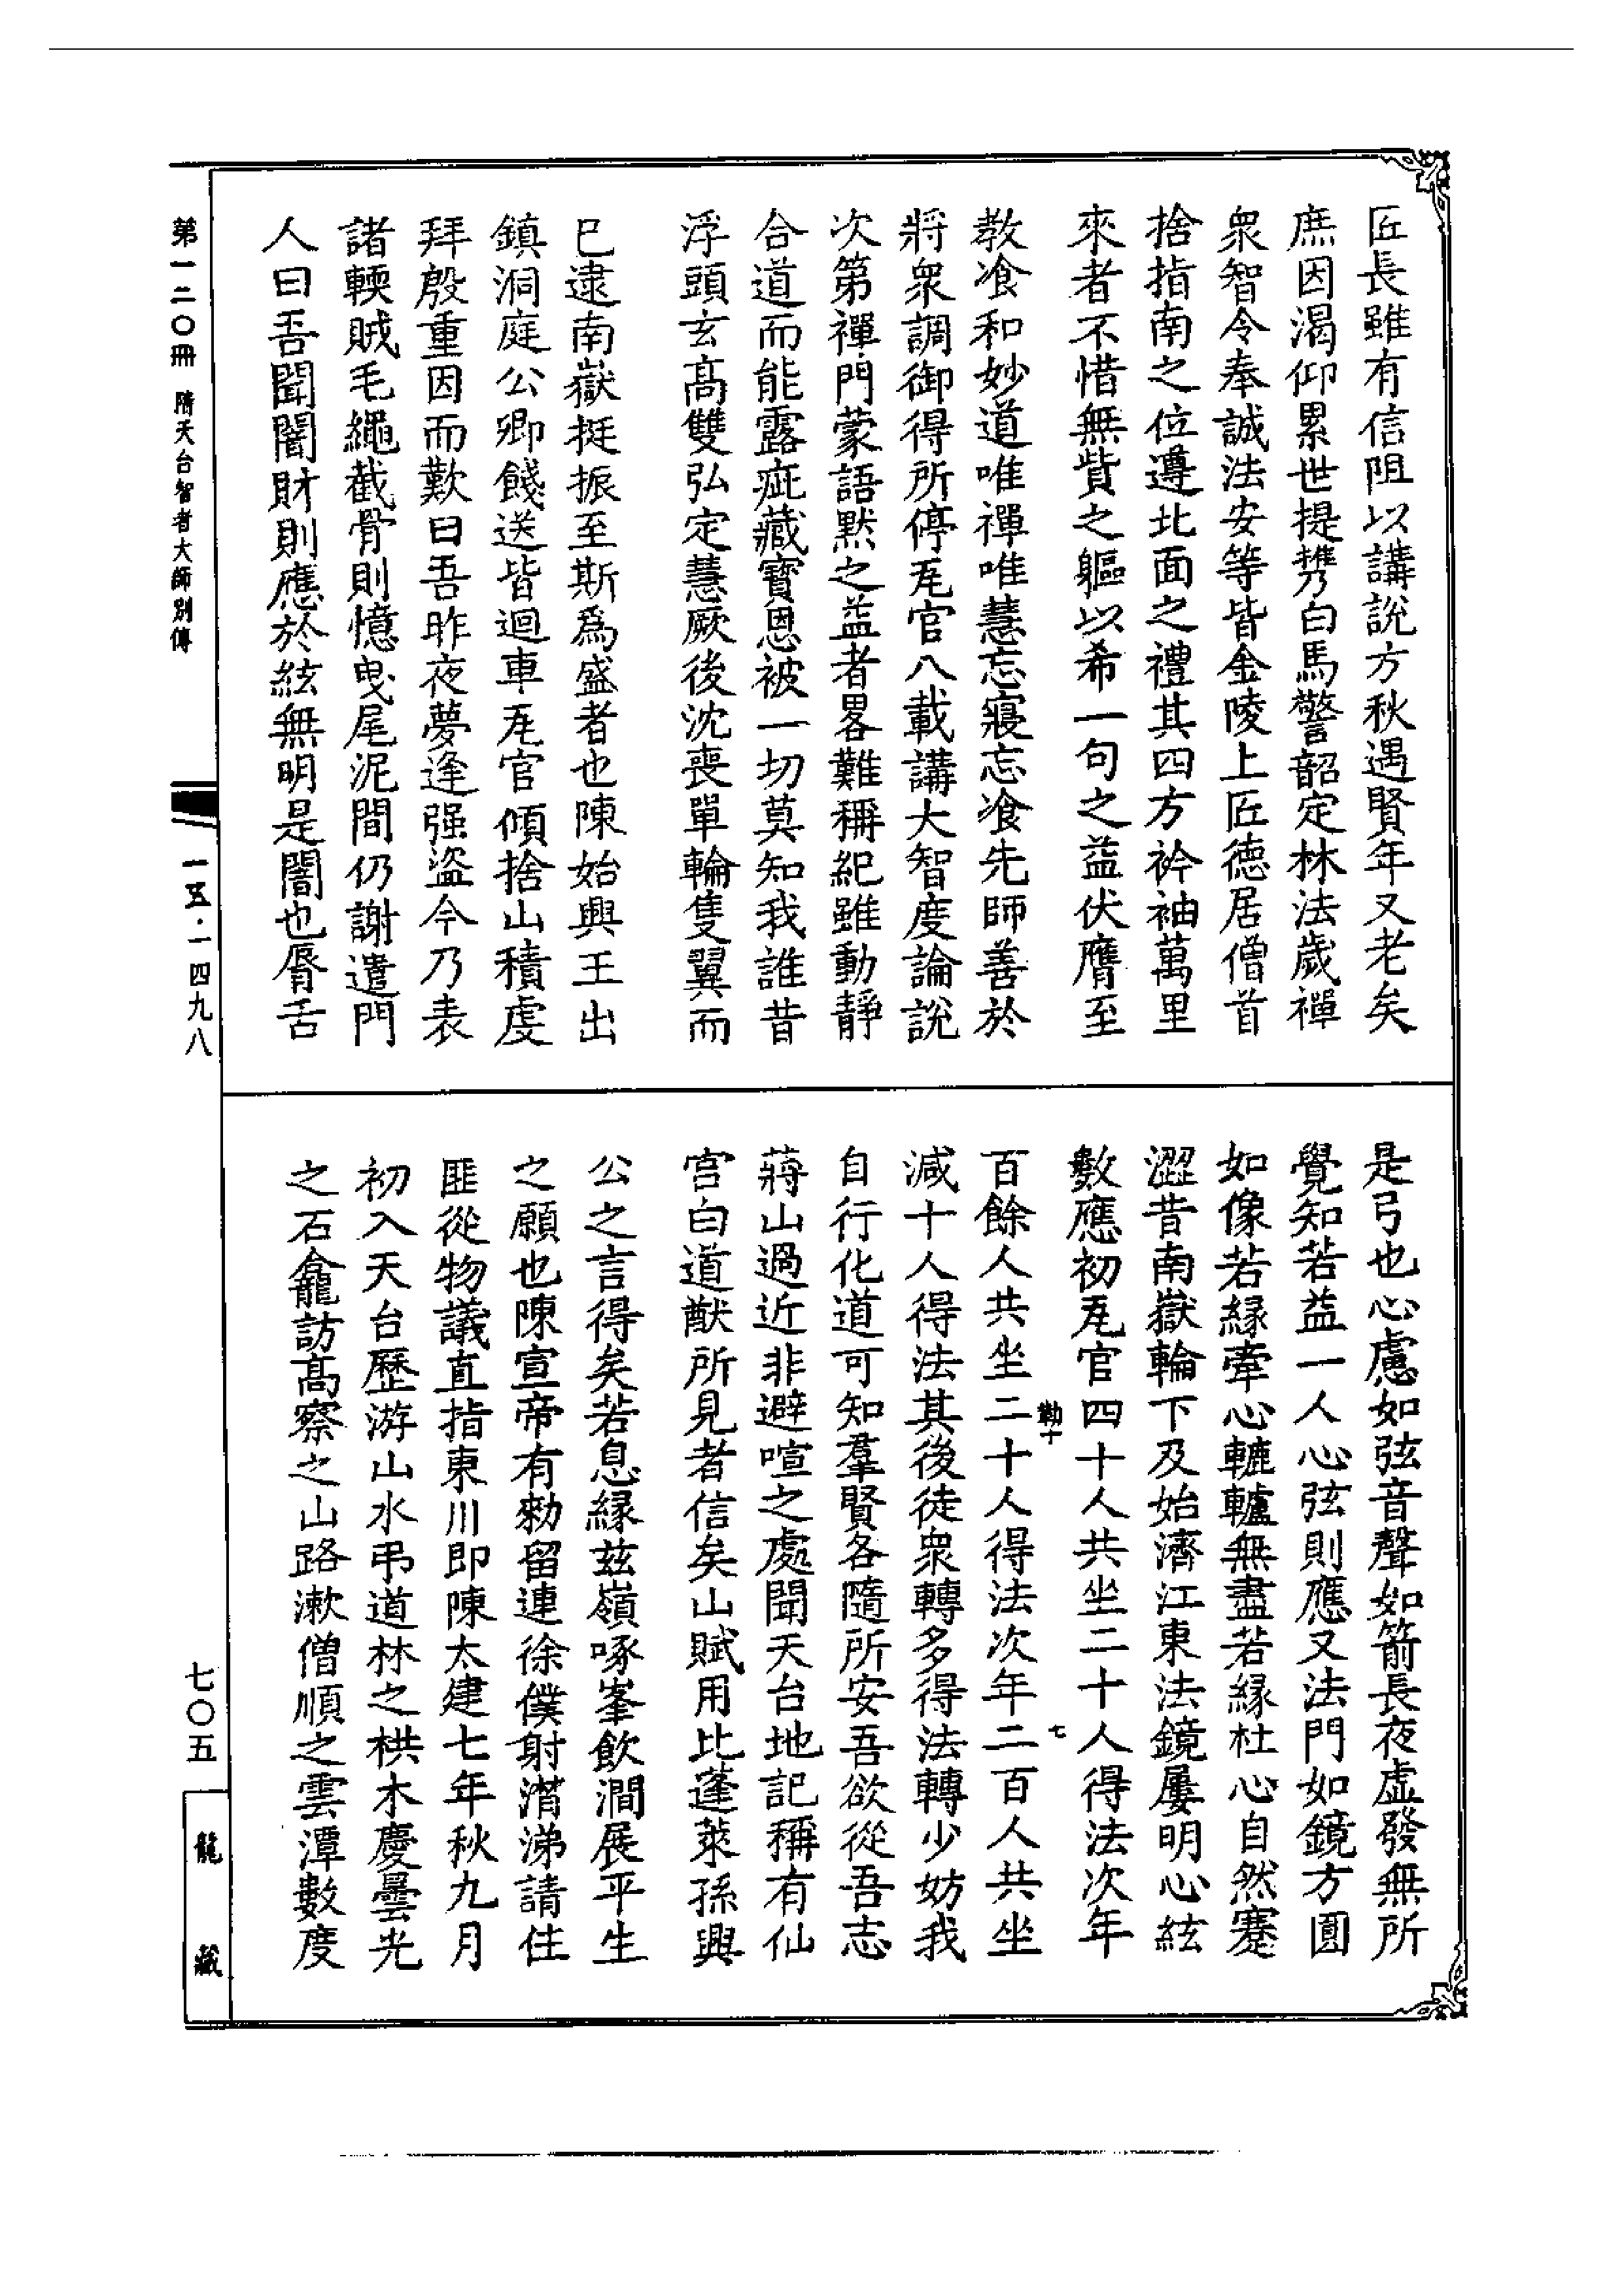 匠長雖有信阻以講說方秋遇賢年又老矣
庶因渴仰累世提㩗白馬警韶定林法歲禪
衆智令奉誠法安等皆金陵上匠德居僧首
捨指南之位遵北面之禮其四方衿袖萬里
來者不惜無貲之軀以希一句之益伏膺至
教飡和妙道唯禪唯慧忘寢忘飡先師善於
將衆調御得所停瓦官八載講大智度論說
次第禪門蒙語黙之益者畧難稱紀雖動靜
合道而能露疵藏寶恩被一切莫知我誰昔
浮頭玄高雙弘定慧厥後沈喪單輪隻翼而
已逮南嶽挺振至斯爲盛者也陳始興王出
鎮洞庭公卿餞送皆迴車瓦官傾捨山積虔
拜殷重因而歎曰吾昨夜夢逢强盜今乃表
諸輭賊毛繩截骨則憶曳尾泥間仍謝遣門
人曰吾聞闇財則應於絃無明是闇也脣舌
是弓也心慮如弦音聲如箭長夜虛發無所
覺知若益一人心弦則應又法門如鏡方圓
如像若緣牽心轆轤無盡若緣杜心自然蹇
澀昔南嶽輪下及始濟江東法鏡屢明心絃
數應初瓦官四十人共坐二十人得法次年
百餘人共坐二十人得法次年二百人共坐
勒十
七
減十人得法其後徒衆轉多得法轉少妨我
自行化道可知羣賢各隨所安吾欲從吾志
蔣山過近非避喧之處聞天台地記稱有仙
宮白道猷所見者信矣山賦用比蓬萊孫興
公之言得矣若息緣茲嶺啄峯飲澗展平生
之願也陳宣帝有勑留連徐僕射潸涕請住
匪從物議直指東川即陳太建七年秋九月
初入天台歷游山水弔道林之栱木慶曇光
之石龕訪高察之山路漱僧順之雲潭數度
第一二〇冊 隋天台智者大師別傳
一五·一四九八
七〇五
龍藏